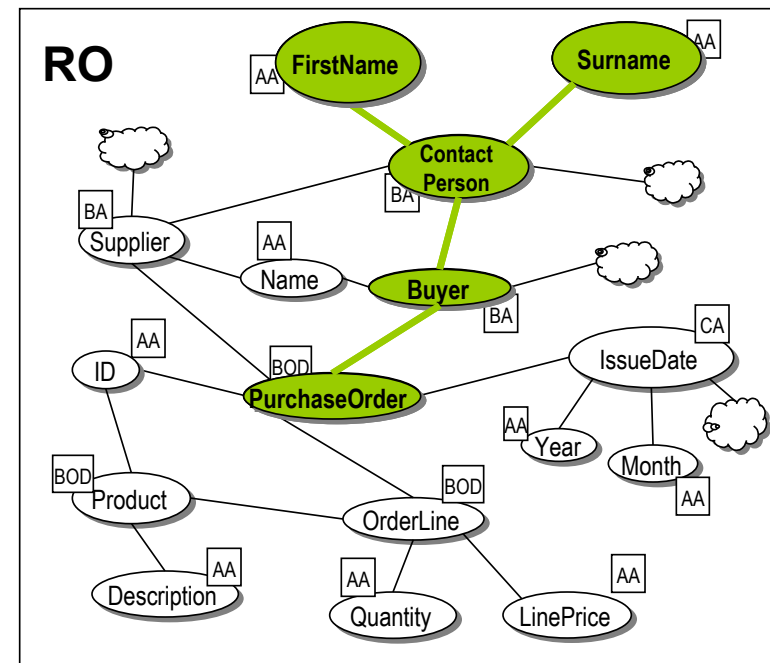 RO
AA
FirstName
AA
Surname
Contact
Person
BA
BA
Supplier
AA
Name
Buyer
BA
AA
ID
BOD
PurchaseOrder
CA
IssueDate
AA
Year
Month
AA
BOD
Product
BOD
OrderLine
AA
Description
AA
Quantity
AA
LinePrice